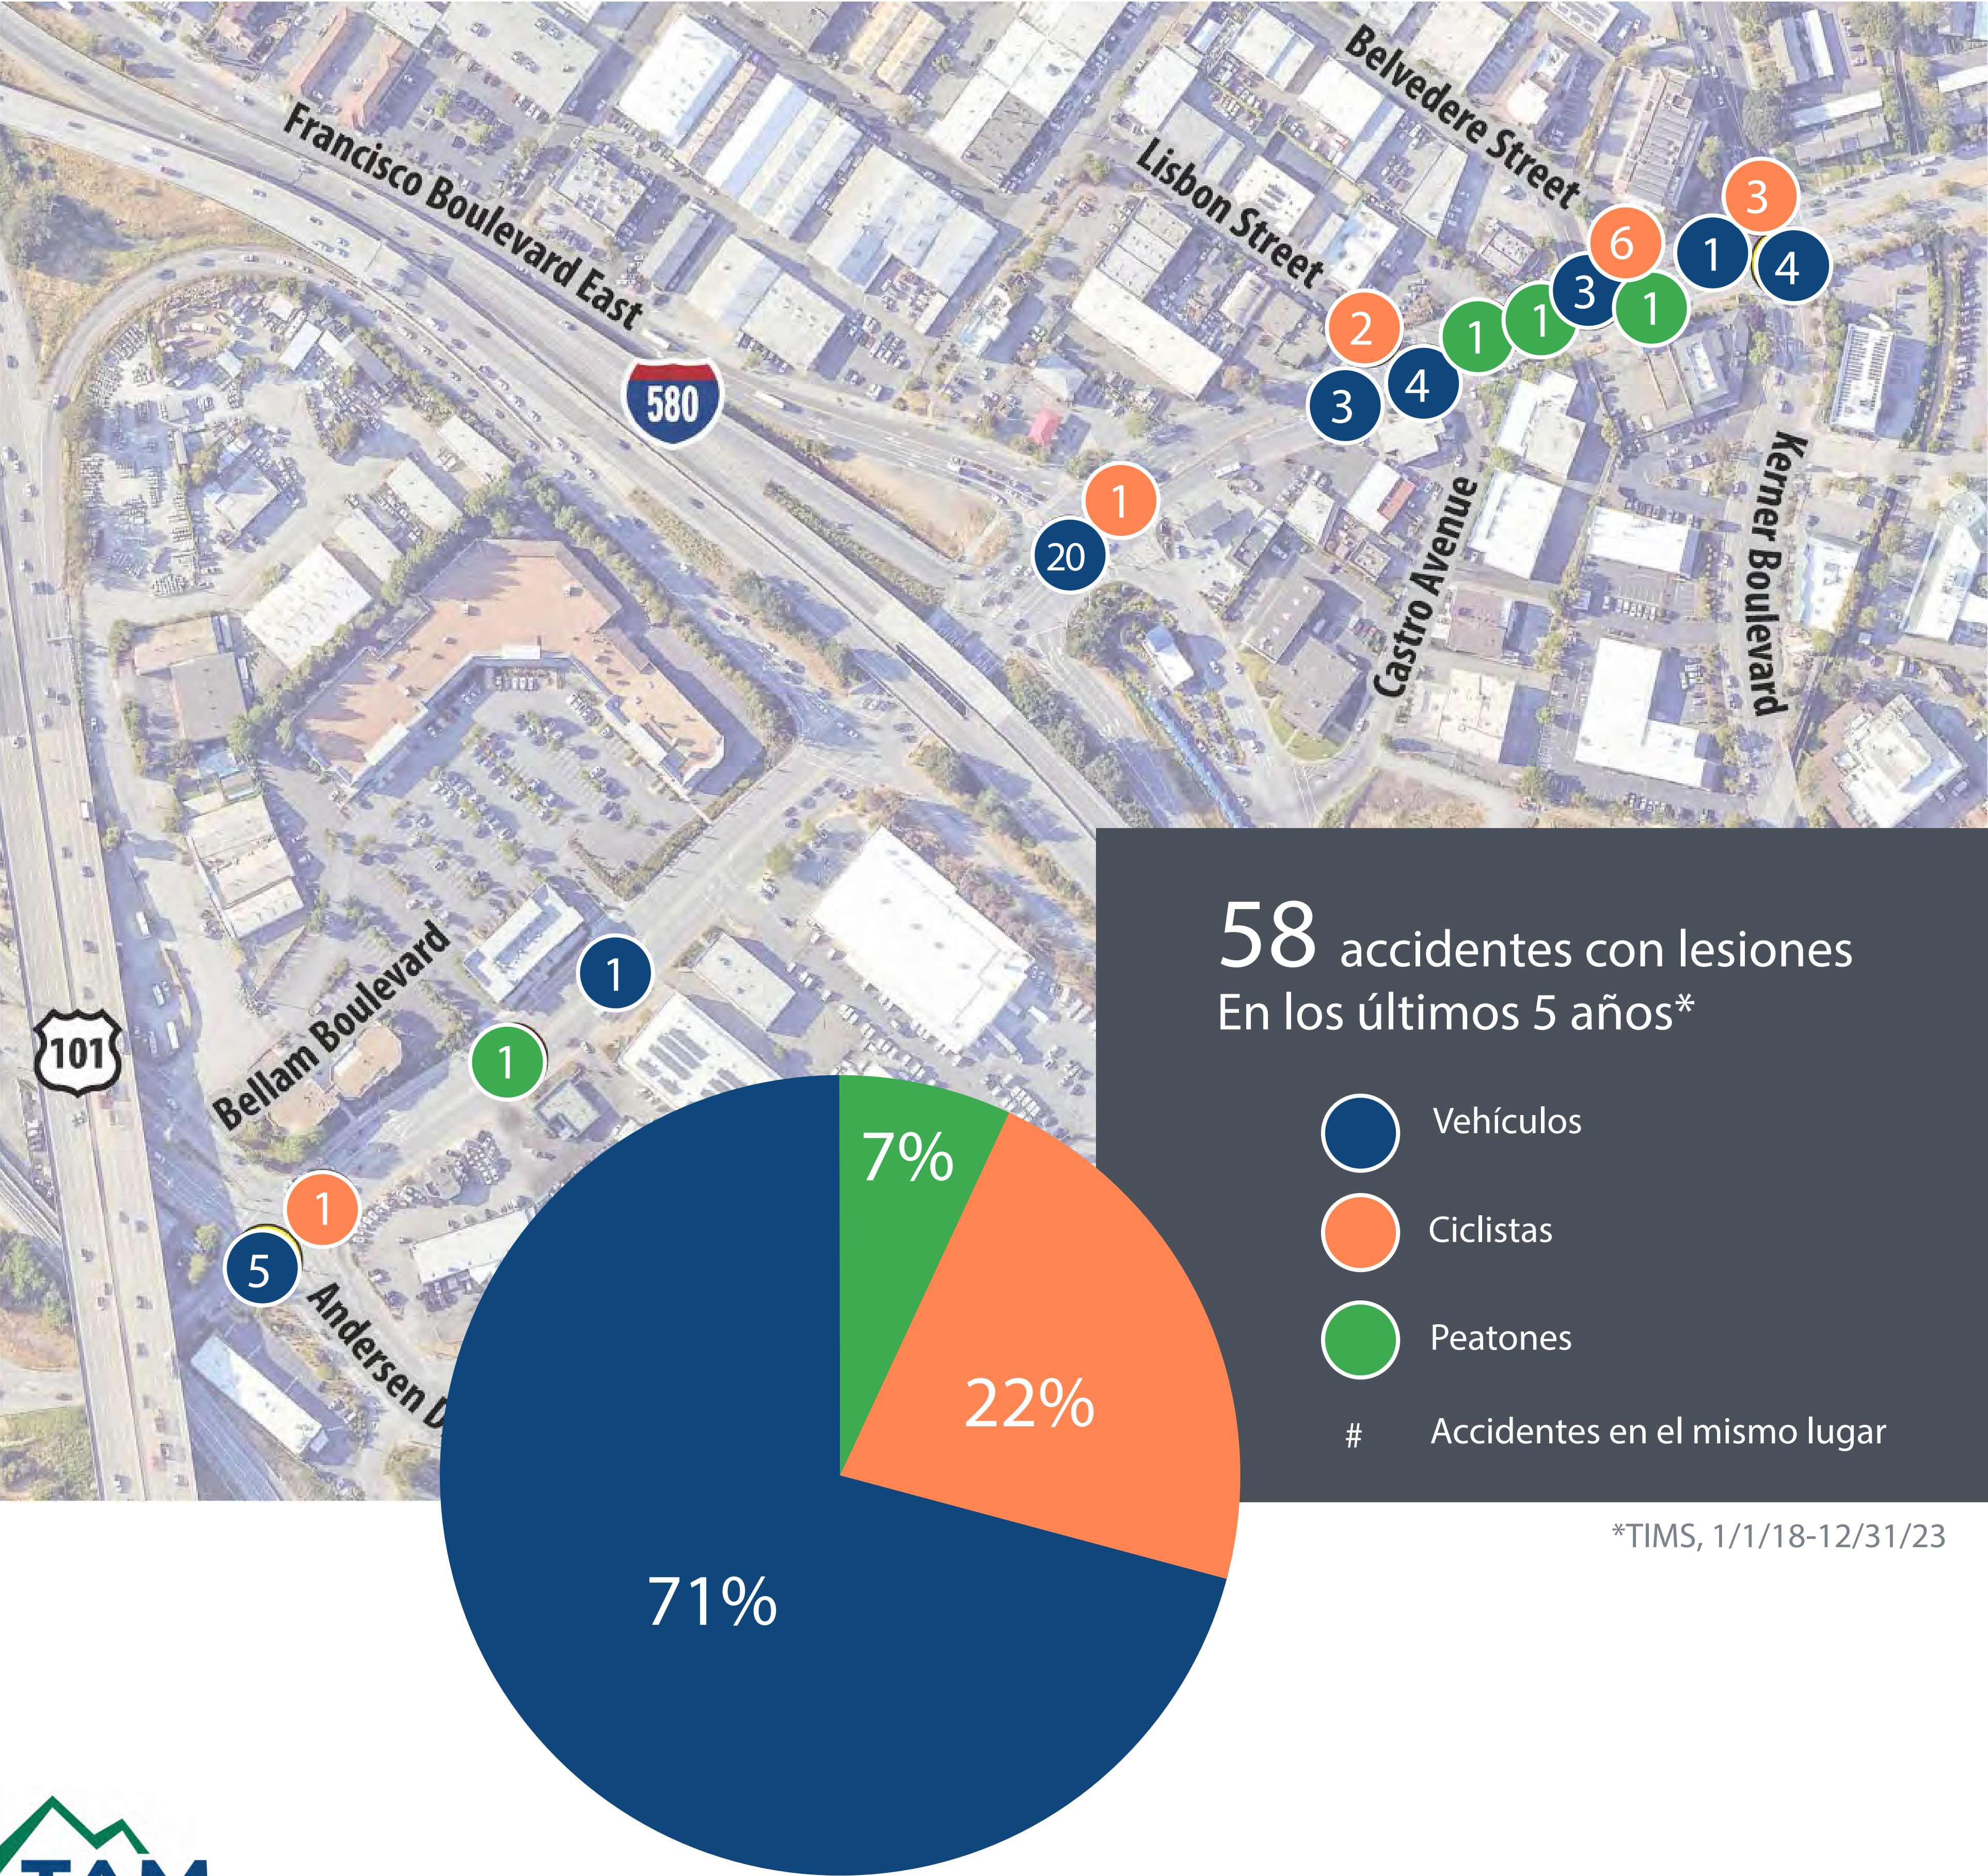 Belvedere Street
Francisco Boulevard East
Lisbon Street
3
6
1
4
3
1
1
1
2
4
3
580
1
20
Castro Avenue
Kerner Boulevard
1
Bellam Boulevard
101
1
1
5
Andersen D
58 accidentes con lesiones
En los últimos 5 años*
Vehículos
Ciclistas
Peatones
# Accidentes en el mismo lugar
7%
22%
71%
*TIMS, 1/1/18-12/31/23
TAM